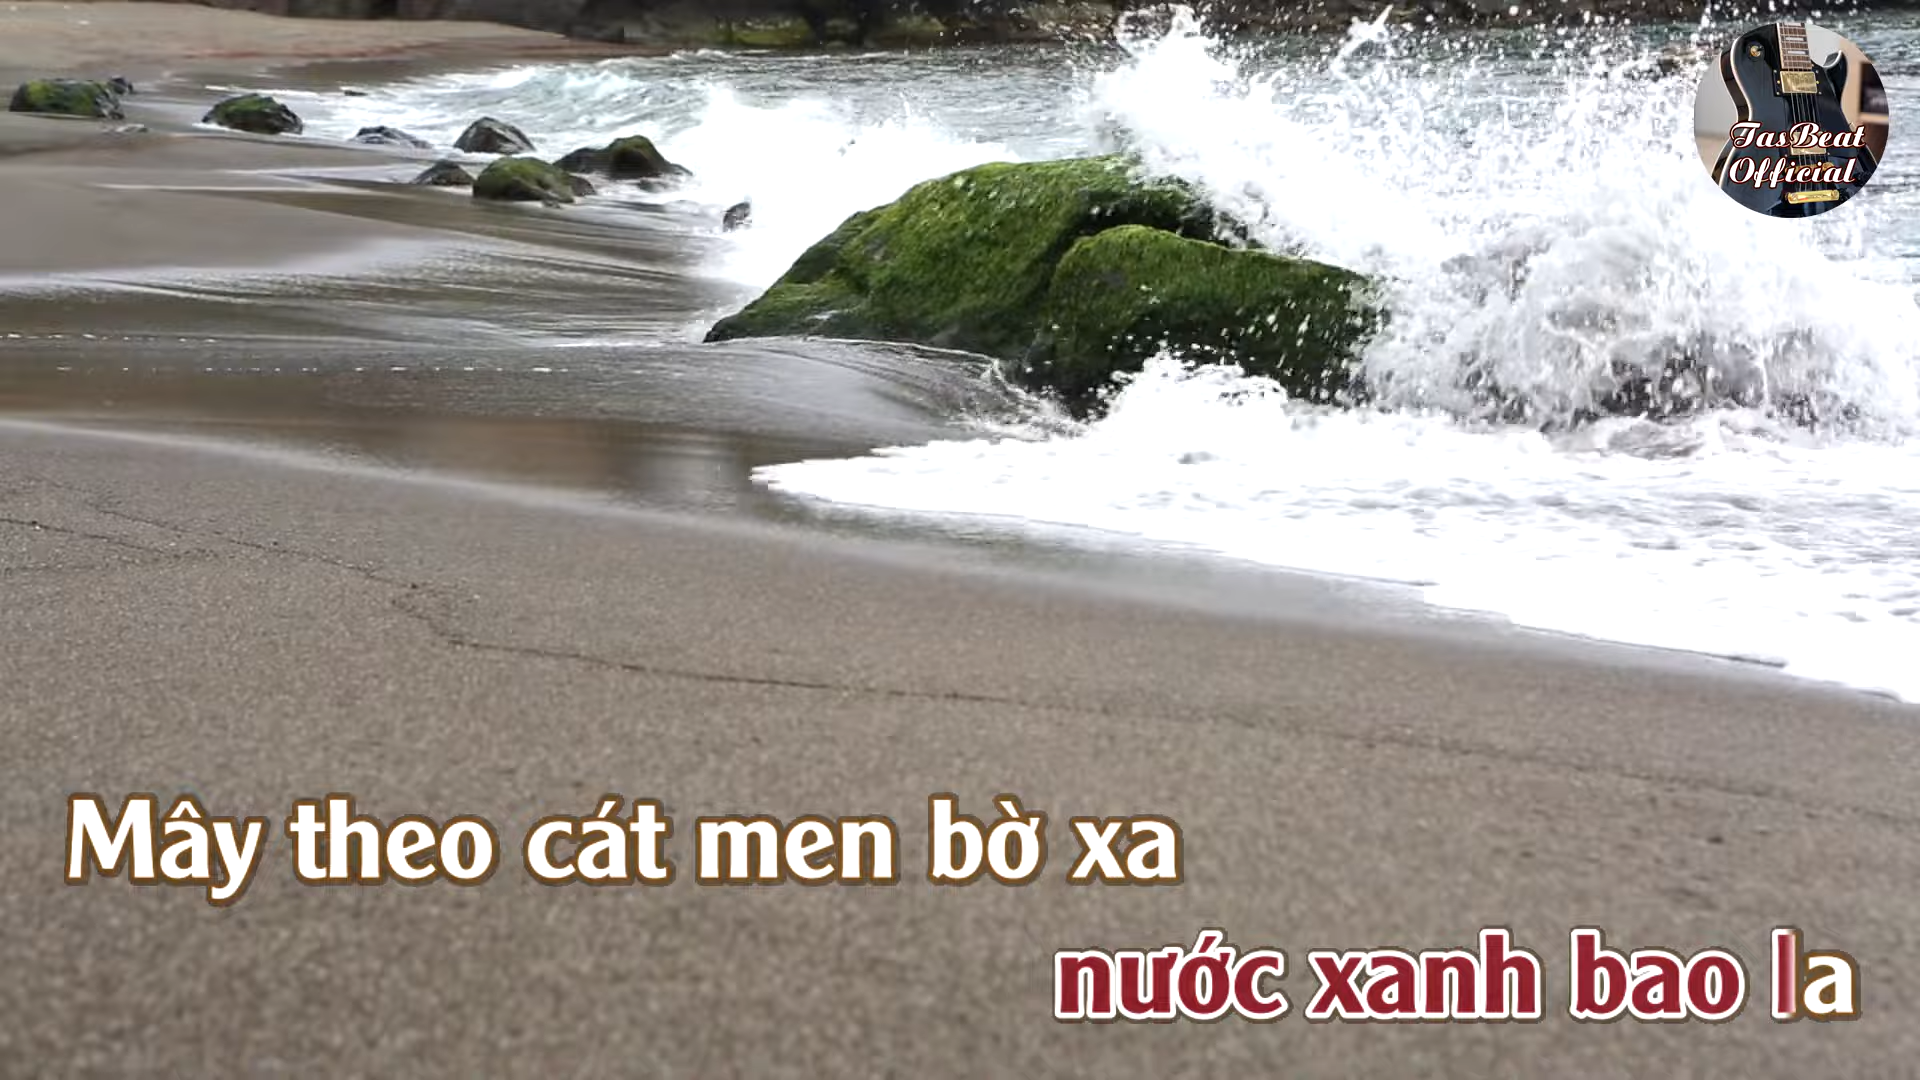 TasBeat
Official
Mây theo cát men bờ xa
nước xanh bao la